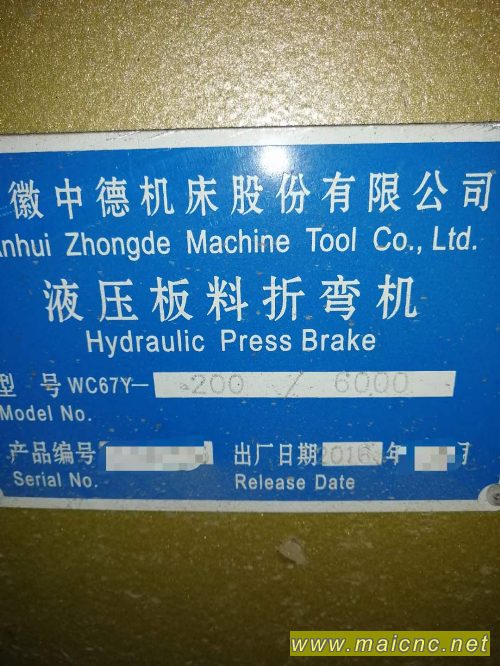 徽中德机床股份有限公司
nhui Zhongde Machine Tool Co., Ltd.
液压板料折弯机
Hydraulic Press Brake
型 号 WC67Y- 200 / 6000
Model No.
产品编号 出厂日期 2016 年
Serial No. Release Date
www.maicnc.net